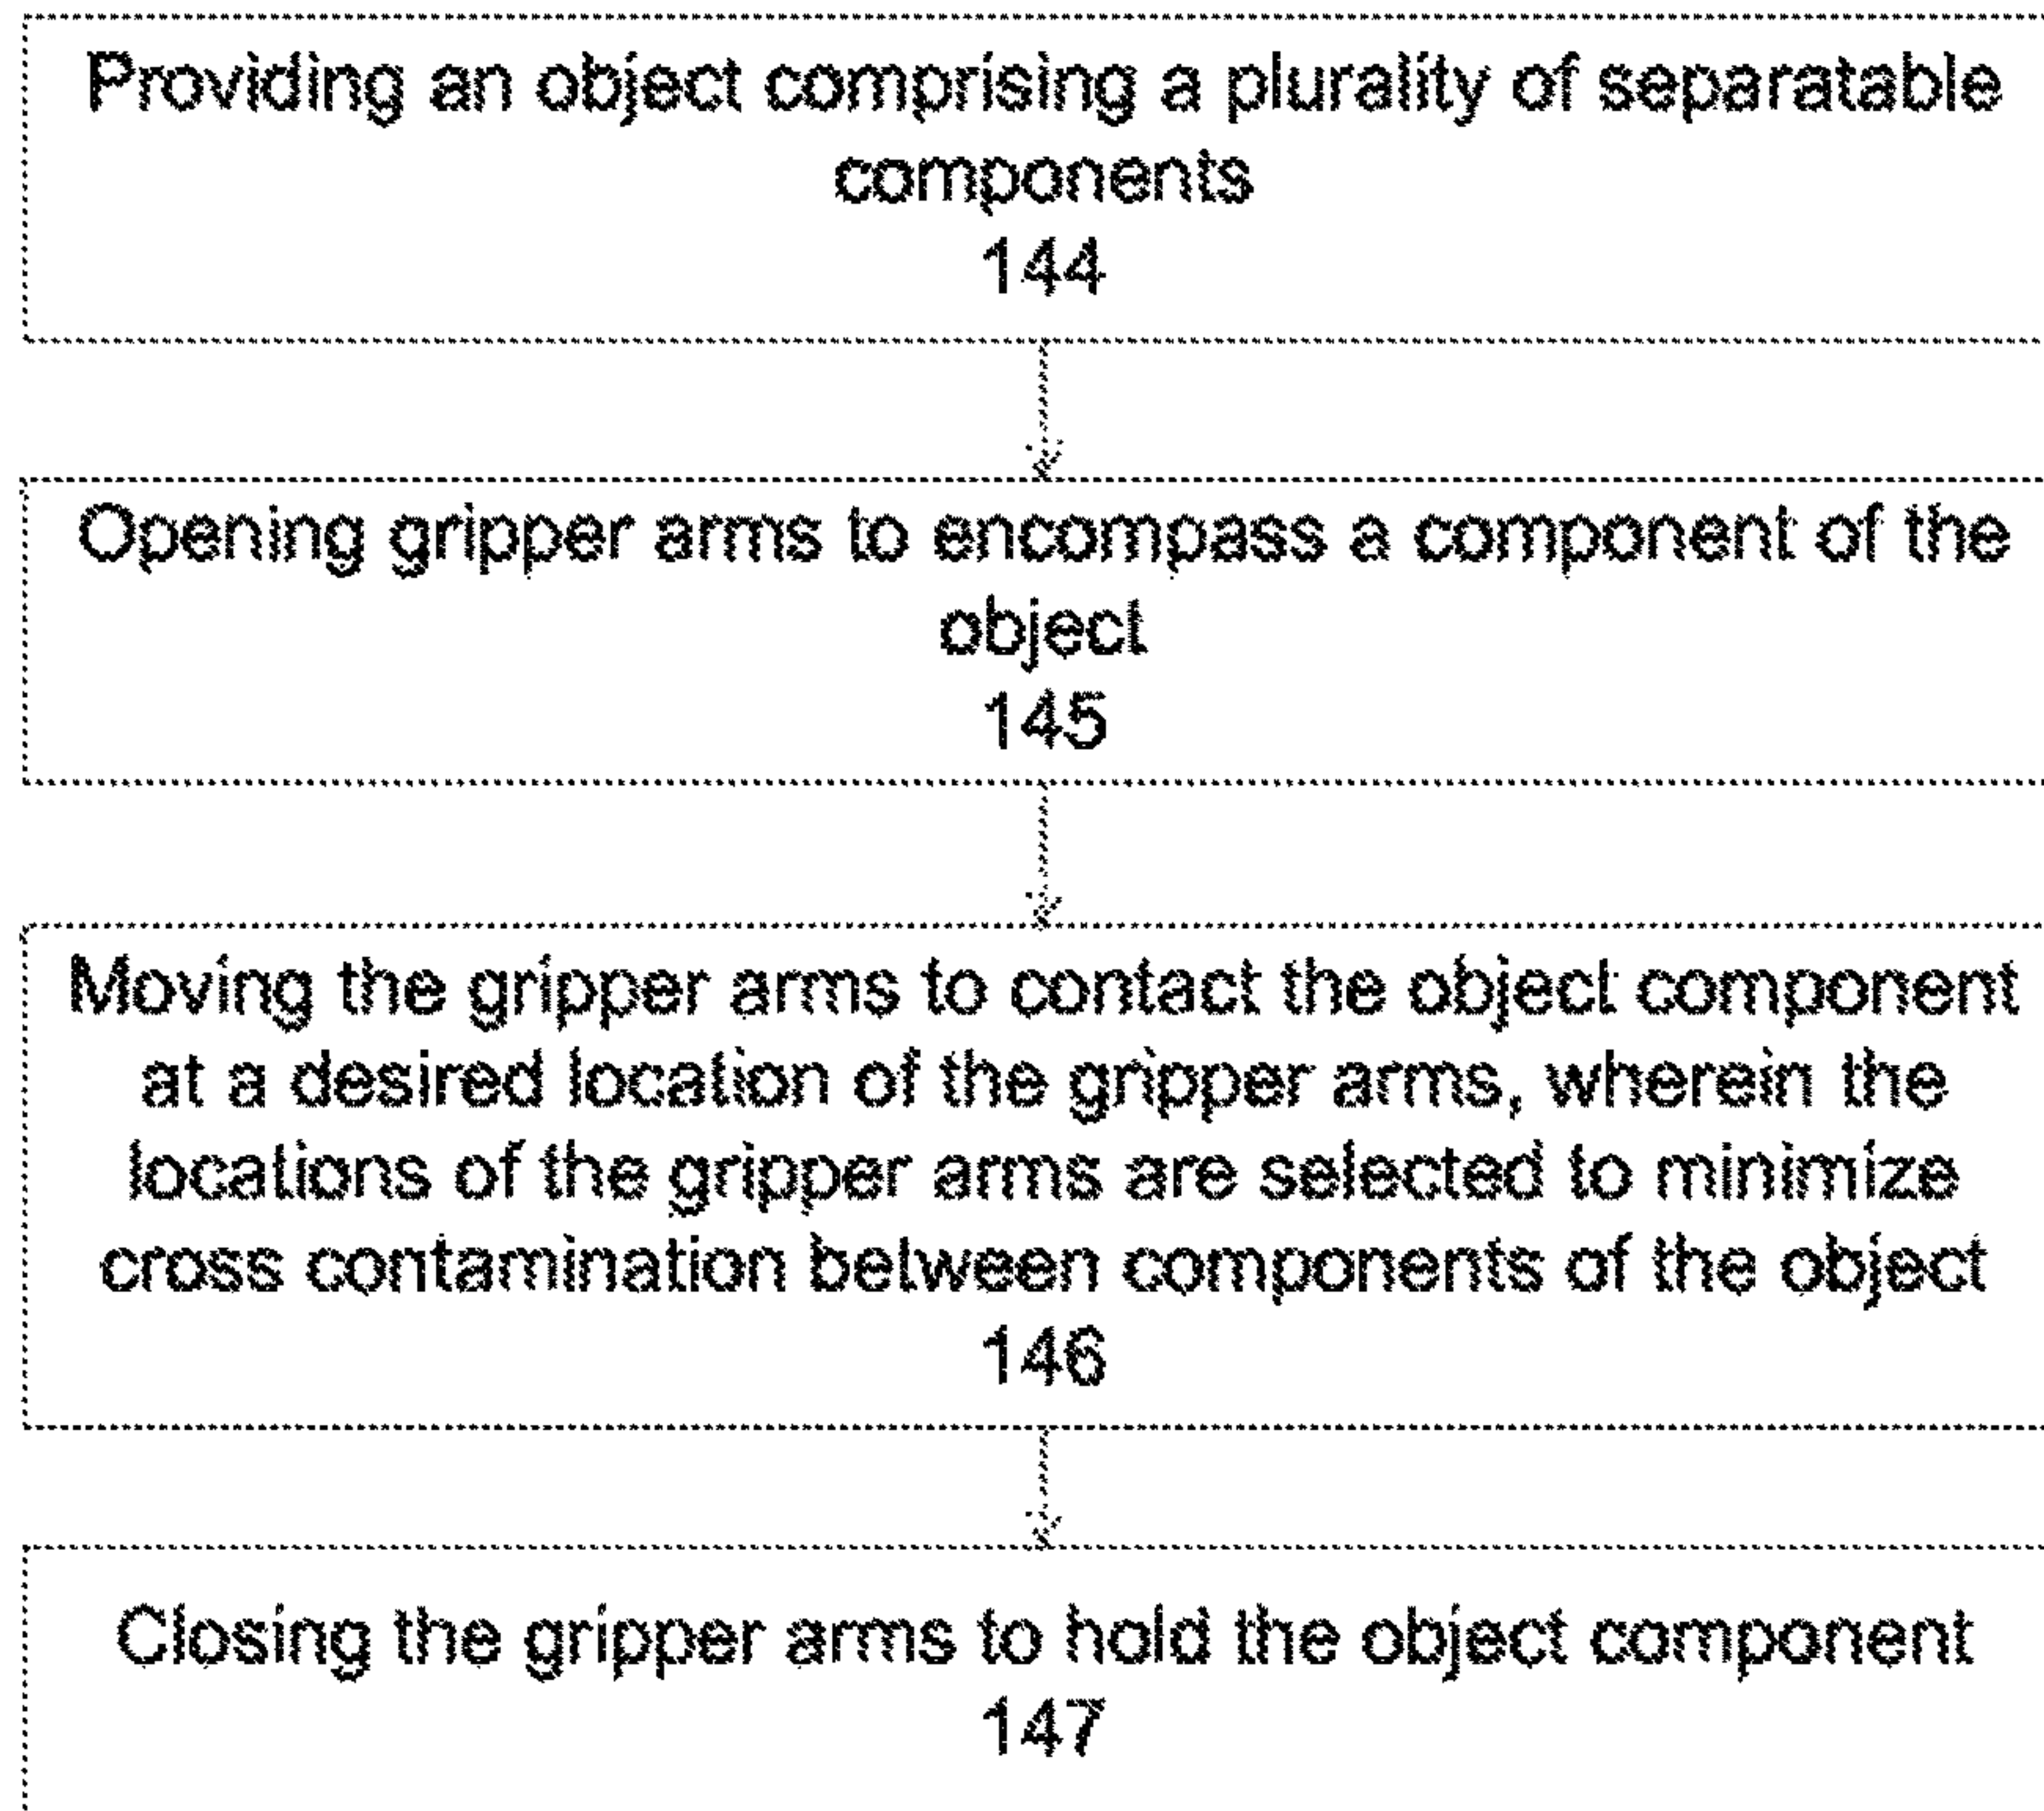 Providing an object comprising a plurality of separatable
components
144
Opening gripper arms to encompass a component of the
object
145
Moving the gripper arms to contact the object component
at a desired location of the gripper arms, wherein the
locations of the gripper arms are selected to minimize
cross contamination between components of the object
146
Closing the gripper arms to hold the object component
147